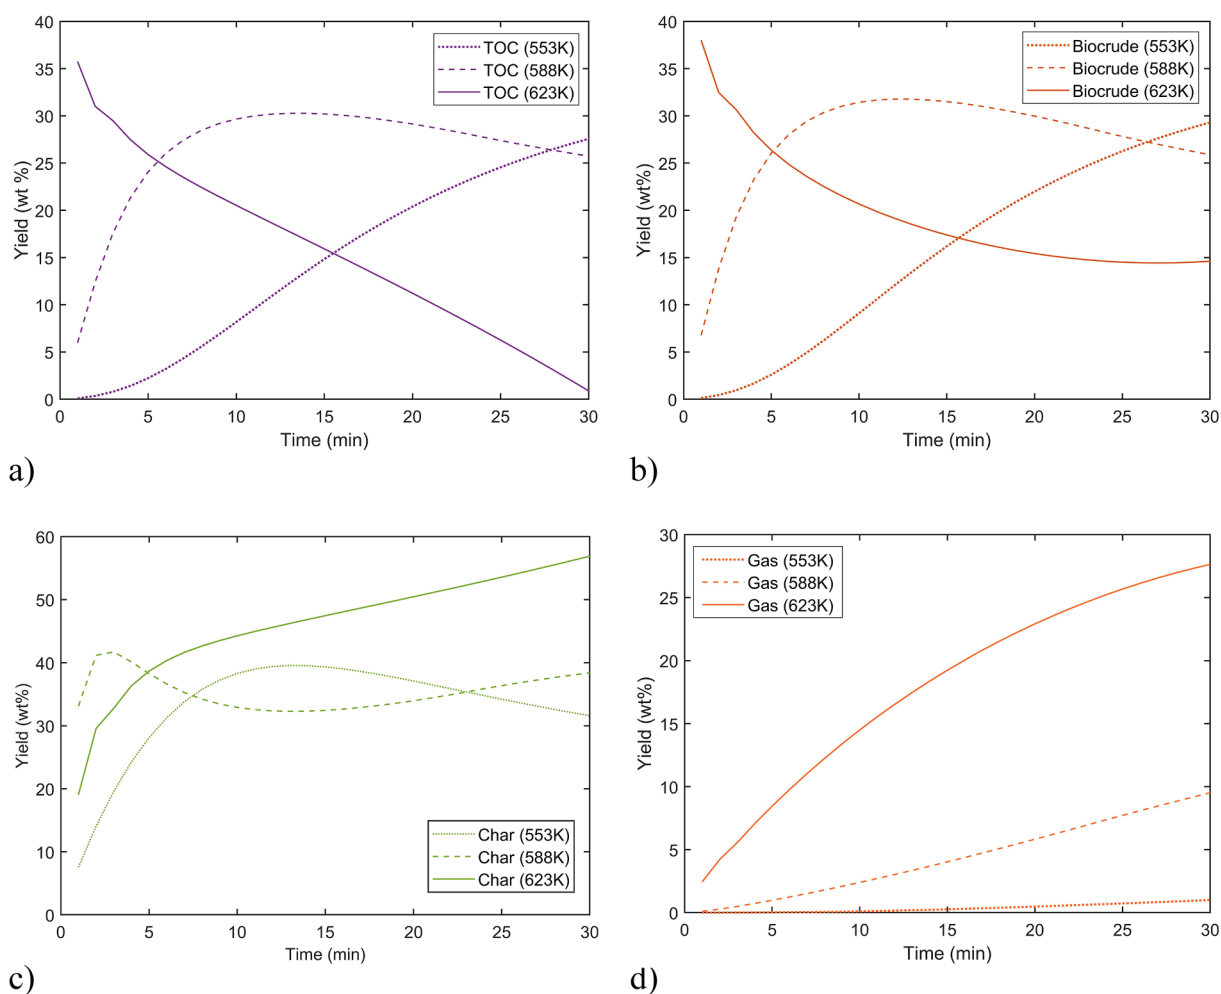 40
35
30
25
20
15
10
5
0
Yield (wt %)
TOC (553K)
TOC (588K)
TOC (623K)
0 5 10 15 20 25 30
Time (min)
a)
40
35
30
25
20
15
10
5
0
Yield (wt%)
Biocrude (553K)
Biocrude (588K)
Biocrude (623K)
0 5 10 15 20 25 30
Time (min)
b)
60
50
40
30
20
10
0
Yield (wt%)
Char (553K)
Char (588K)
Char (623K)
0 5 10 15 20 25 30
Time (min)
c)
30
25
20
15
10
5
0
Yield (wt%)
Gas (553K)
Gas (588K)
Gas (623K)
0 5 10 15 20 25 30
Time (min)
d)